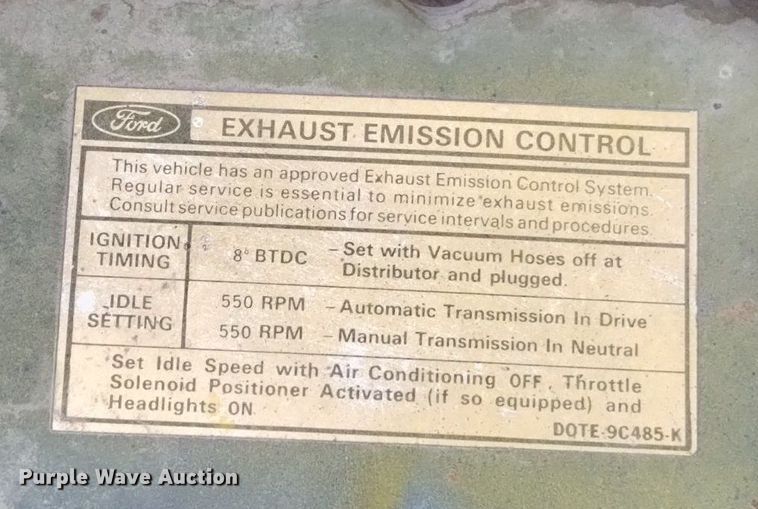 Ford EXHAUST EMISSION CONTROL
This vehicle has an approved Exhaust Emission Control System.
Regular service is essential to minimize exhaust emissions.
Consult service publications for service intervals and procedures.
IGNITION TIMING 8° BTDC – Set with Vacuum Hoses off at
Distributor and plugged.
IDLE SETTING 550 RPM – Automatic Transmission In Drive
550 RPM – Manual Transmission In Neutral
Set Idle Speed with Air Conditioning OFF, Throttle
Solenoid Positioner Activated (if so equipped) and
Headlights ON
DOTE-9C485-K
Purple Wave Auction